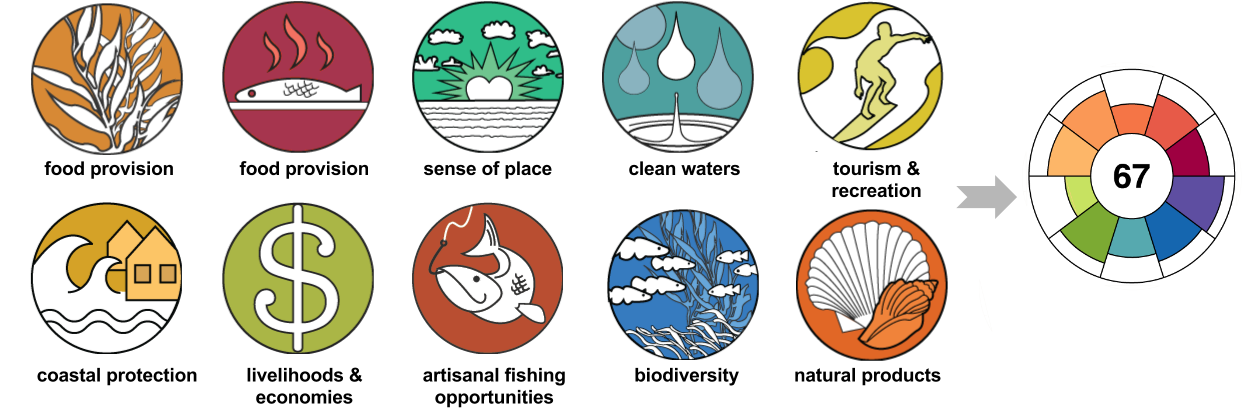 food provision
food provision
sense of place
clean waters
tourism &
recreation
67
coastal protection
livelihoods &
economies
artisanal fishing
opportunities
biodiversity
natural products